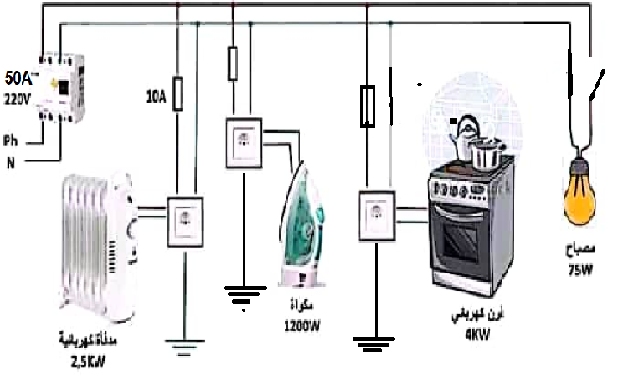 50A
220V
Ph
N
10A
مدفأة كهربائية
2,5KW
مكواة
1200W
فرن كهربائي
4KW
مصباح
75W